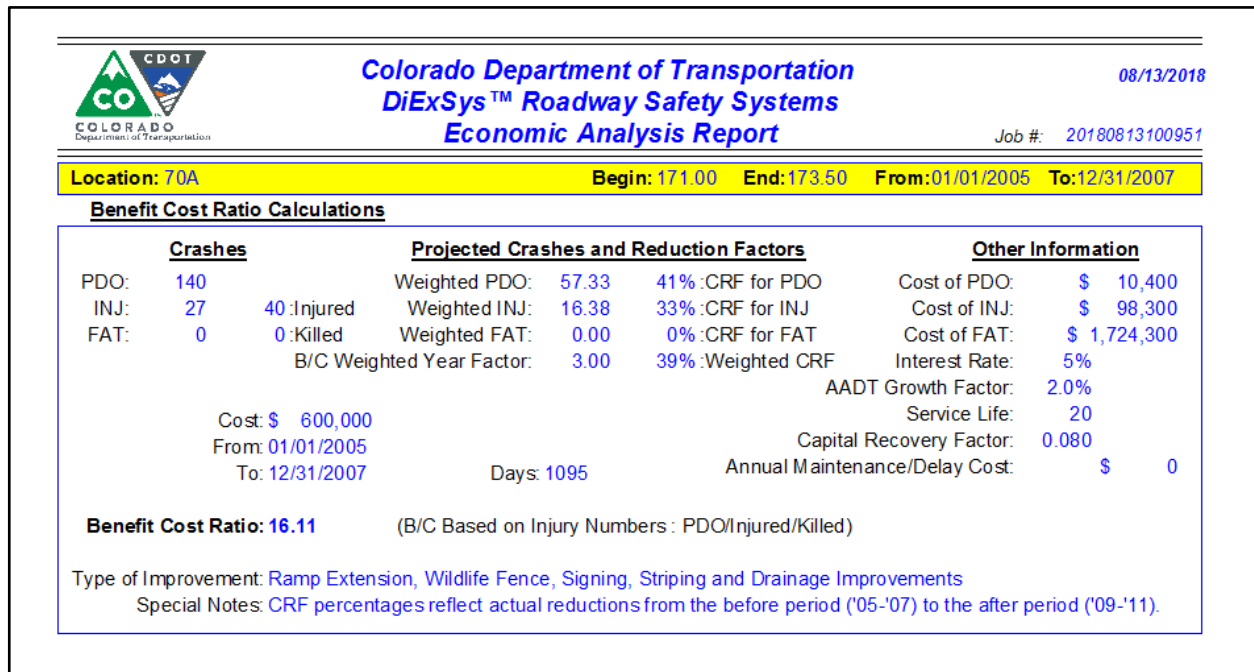 CDOT
CO
COLORADO
Department of Transportation
Colorado Department of Transportation
DiExSys™ Roadway Safety Systems
Economic Analysis Report
08/13/2018
Job #: 20180813100951
Location: 70A Begin: 171.00 End: 173.50 From: 01/01/2005 To: 12/31/2007
Benefit Cost Ratio Calculations
Crashes Projected Crashes and Reduction Factors Other Information
PDO: 140 Weighted PDO: 57.33 41% :CRF for PDO Cost of PDO: $ 10,400
INJ: 27 40 :Injured Weighted INJ: 16.38 33% :CRF for INJ Cost of INJ: $ 98,300
FAT: 0 0 :Killed Weighted FAT: 0.00 0% :CRF for FAT Cost of FAT: $ 1,724,300
B/C Weighted Year Factor: 3.00 39% :Weighted CRF Interest Rate: 5%
AADT Growth Factor: 2.0%
Cost: $ 600,000 Service Life: 20
From: 01/01/2005 Capital Recovery Factor: 0.080
To: 12/31/2007 Days: 1095 Annual Maintenance/Delay Cost: $ 0
Benefit Cost Ratio: 16.11 (B/C Based on Injury Numbers : PDO/Injured/Killed)
Type of Improvement: Ramp Extension, Wildlife Fence, Signing, Striping and Drainage Improvements
Special Notes: CRF percentages reflect actual reductions from the before period ('05-'07) to the after period ('09-'11).